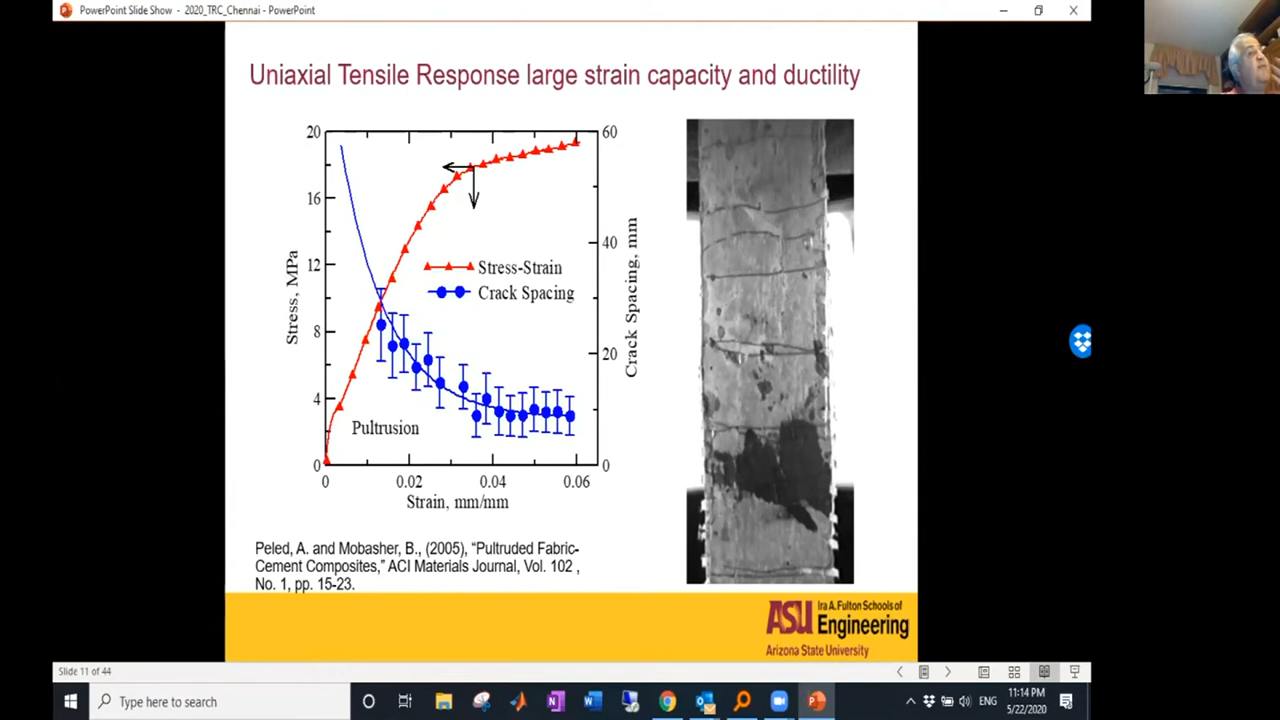 PowerPoint Slide Show - 2020_TRC_Chennai - PowerPoint
Uniaxial Tensile Response large strain capacity and ductility
20
16
12
8
4
0
Stress, MPa
60
40
20
0
Crack Spacing, mm
Stress-Strain
Crack Spacing
Pultrusion
0
0.02
0.04
0.06
Strain, mm/mm
Peled, A. and Mobasher, B., (2005), “Pultruded Fabric-
Cement Composites,” ACI Materials Journal, Vol. 102 ,
No. 1, pp. 15-23.
ASU Ira A. Fulton Schools of
Engineering
Arizona State University
Slide 11 of 44
Type here to search
ENG
11:14 PM
5/22/2020